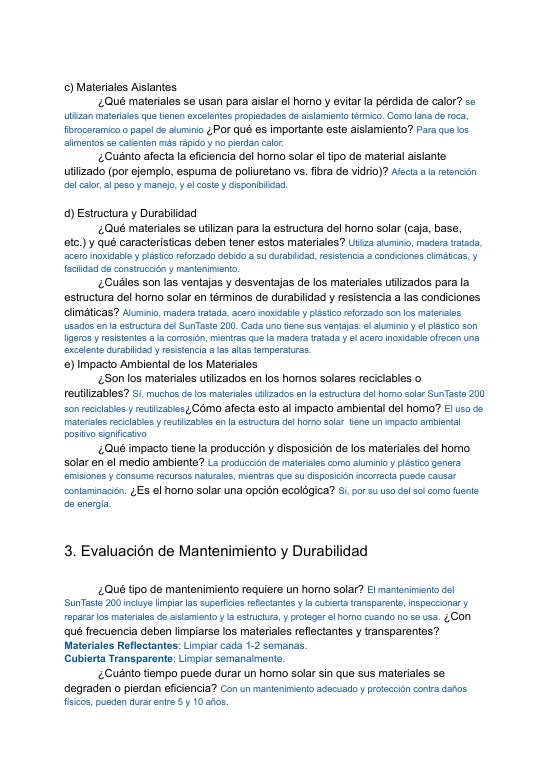 c) Materiales Aislantes
¿Qué materiales se usan para aislar el horno y evitar la pérdida de calor? se
utilizan materiales que tienen excelentes propiedades de aislamiento térmico. Como lana de roca,
fibroceramico o papel de aluminio ¿Por qué es importante este aislamiento? Para que los
alimentos se calienten más rápido y no pierdan calor.
¿Cuánto afecta la eficiencia del horno solar el tipo de material aislante
utilizado (por ejemplo, espuma de poliuretano vs. fibra de vidrio)? Afecta a la retención
del calor, al peso y manejo, y el coste y disponibilidad.
d) Estructura y Durabilidad
¿Qué materiales se utilizan para la estructura del horno solar (caja, base,
etc.) y qué características deben tener estos materiales? Utiliza aluminio, madera tratada,
acero inoxidable y plástico reforzado debido a su durabilidad, resistencia a condiciones climáticas, y
facilidad de construcción y mantenimiento.
¿Cuáles son las ventajas y desventajas de los materiales utilizados para la
estructura del horno solar en términos de durabilidad y resistencia a las condiciones
climáticas? Aluminio, madera tratada, acero inoxidable y plástico reforzado son los materiales
usados en la estructura del SunTaste 200. Cada uno tiene sus ventajas: el aluminio y el plástico son
ligeros y resistentes a la corrosión, mientras que la madera tratada y el acero inoxidable ofrecen una
excelente durabilidad y resistencia a las altas temperaturas.
e) Impacto Ambiental de los Materiales
¿Son los materiales utilizados en los hornos solares reciclables o
reutilizables? Sí, muchos de los materiales utilizados en la estructura del horno solar SunTaste 200
son reciclables y reutilizables¿Cómo afecta esto al impacto ambiental del horno? El uso de
materiales reciclables y reutilizables en la estructura del horno solar tiene un impacto ambiental
positivo significativo
¿Qué impacto tiene la producción y disposición de los materiales del horno
solar en el medio ambiente? La producción de materiales como aluminio y plástico genera
emisiones y consume recursos naturales, mientras que su disposición incorrecta puede causar
contaminación. ¿Es el horno solar una opción ecológica? Si, por su uso del sol como fuente
de energía.
3. Evaluación de Mantenimiento y Durabilidad
¿Qué tipo de mantenimiento requiere un horno solar? El mantenimiento del
SunTaste 200 incluye limpiar las superficies reflectantes y la cubierta transparente, inspeccionar y
reparar los materiales de aislamiento y la estructura, y proteger el horno cuando no se usa. ¿Con
qué frecuencia deben limpiarse los materiales reflectantes y transparentes?
Materiales Reflectantes: Limpiar cada 1-2 semanas.
Cubierta Transparente: Limpiar semanalmente.
¿Cuánto tiempo puede durar un horno solar sin que sus materiales se
degraden o pierdan eficiencia? Con un mantenimiento adecuado y protección contra daños
físicos, pueden durar entre 5 y 10 años.